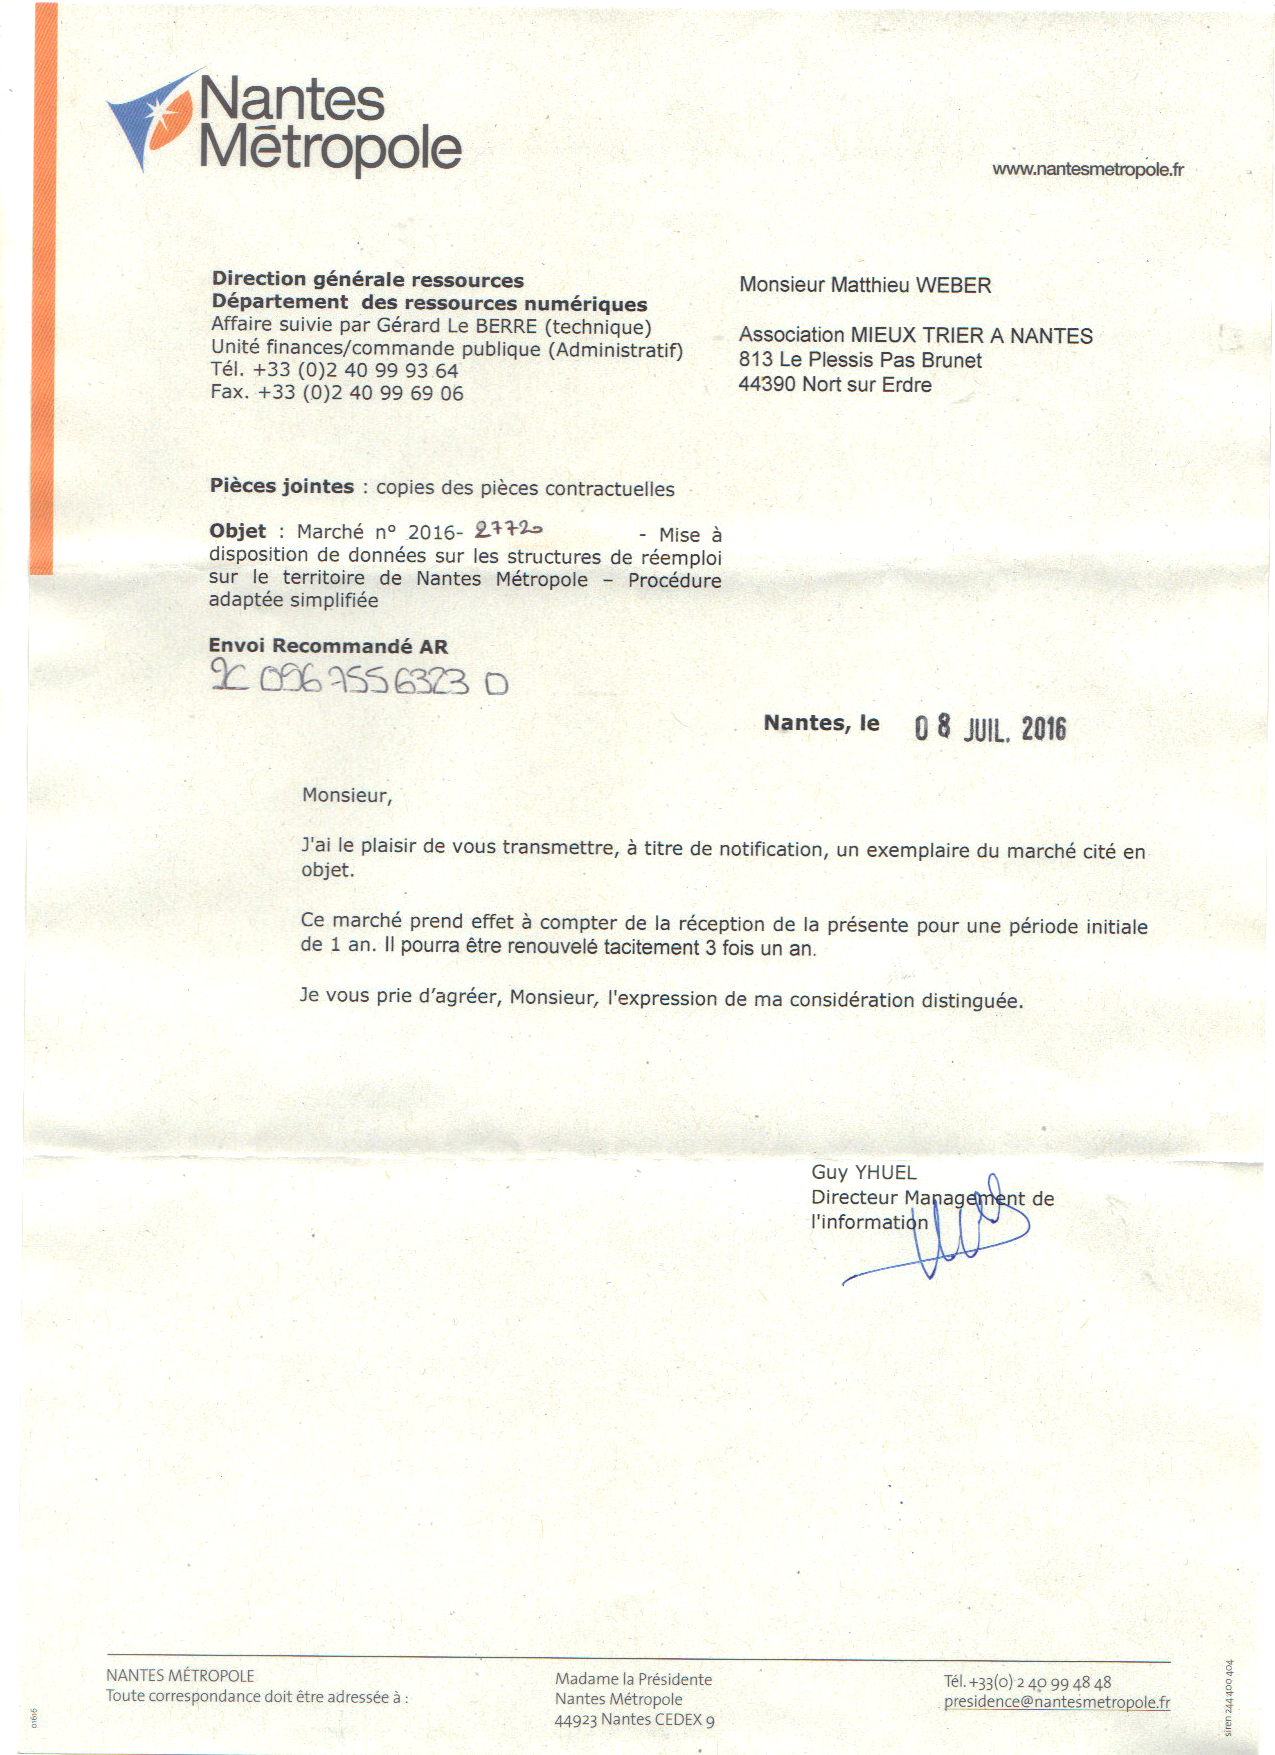 Nantes
Métropole
www.nantesmetropole.fr
Direction générale ressources
Département des ressources numériques
Affaire suivie par Gérard Le BERRE (technique)
Unité finances/commande publique (Administratif)
Tél. +33 (0)2 40 99 93 64
Fax. +33 (0)2 40 99 69 06
Monsieur Matthieu WEBER
Association MIEUX TRIER A NANTES
813 Le Plessis Pas Brunet
44390 Nort sur Erdre
Pièces jointes : copies des pièces contractuelles
Objet : Marché n° 2016- 27720 - Mise à
disposition de données sur les structures de réemploi
sur le territoire de Nantes Métropole – Procédure
adaptée simplifiée
Envoi Recommandé AR
2C 096 755 6323 0
Nantes, le 08 JUIL. 2016
Monsieur,
J'ai le plaisir de vous transmettre, à titre de notification, un exemplaire du marché cité en
objet.
Ce marché prend effet à compter de la réception de la présente pour une période initiale
de 1 an. Il pourra être renouvelé tacitement 3 fois un an.
Je vous prie d’agréer, Monsieur, l'expression de ma considération distinguée.
Guy YHUEL
Directeur Management de
l'information
NANTES MÉTROPOLE
Toute correspondance doit être adressée à :
Madame la Présidente
Nantes Métropole
44923 Nantes CEDEX 9
Tél. +33(0) 2 40 99 48 48
presidence@nantesmetropole.fr
siren 244 400 404
01616